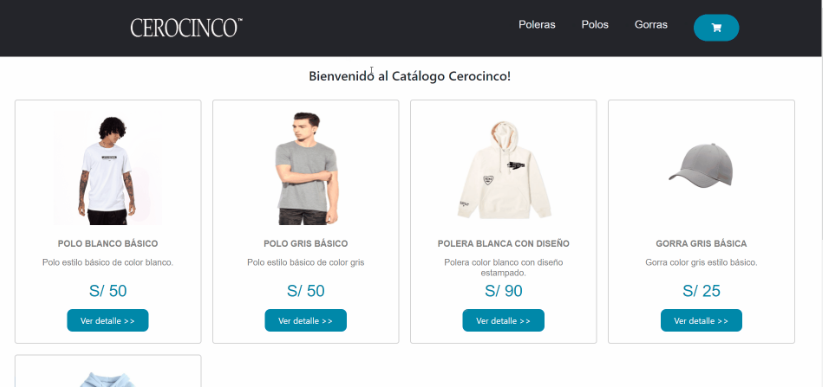 CEROCINCO™
Poleras Polos Gorras
Bienvenido al Catálogo Cerocinco!
POLO BLANCO BÁSICO
Polo estilo básico de color blanco.
S/ 50
Ver detalle >>
POLO GRIS BÁSICO
Polo estilo básico de color gris
S/ 50
Ver detalle >>
POLERA BLANCA CON DISEÑO
Polera color blanco con diseño
estampado.
S/ 90
Ver detalle >>
GORRA GRIS BÁSICA
Gorra color gris estilo básico.
S/ 25
Ver detalle >>